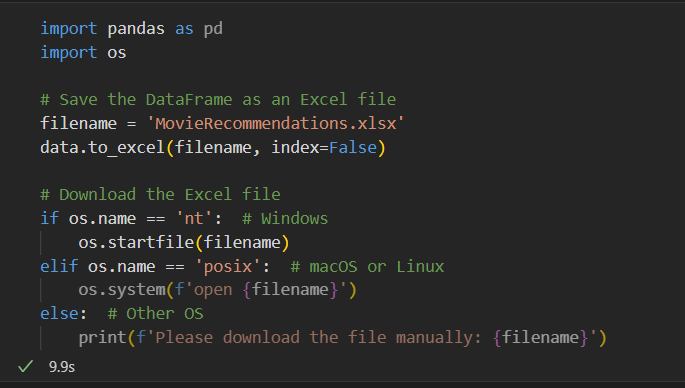 import pandas as pd
import os
# Save the DataFrame as an Excel file
filename = 'MovieRecommendations.xlsx'
data.to_excel(filename, index=False)
# Download the Excel file
if os.name == 'nt':  # Windows
    os.startfile(filename)
elif os.name == 'posix':  # macOS or Linux
    os.system(f'open {filename}')
else:  # Other OS
    print(f'Please download the file manually: {filename}')
9.9s